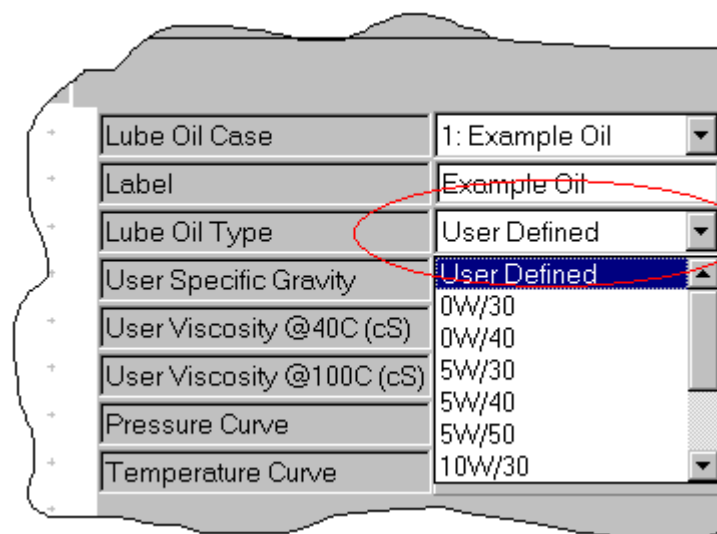 Lube Oil Case 1: Example Oil
Label Example Oil
Lube Oil Type User Defined
User Specific Gravity User Defined
0W/30
User Viscosity @40C (cS) 0W/40
5W/30
User Viscosity @100C (cS) 5W/40
Pressure Curve 5W/50
Temperature Curve 10W/30